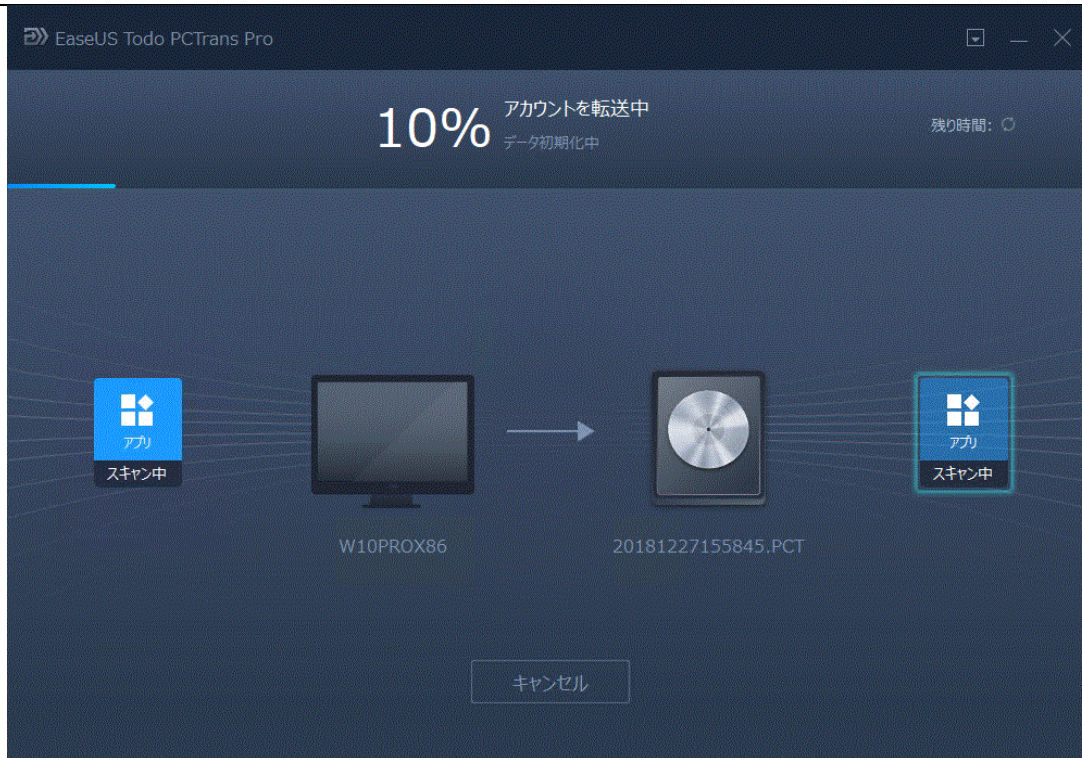 EaseUS Todo PCTrans Pro
10%
アカウントを転送中
データ初期化中
残り時間:
アプリ
スキャン中
アプリ
スキャン中
W10PROX86
20181227155845.PCT
キャンセル